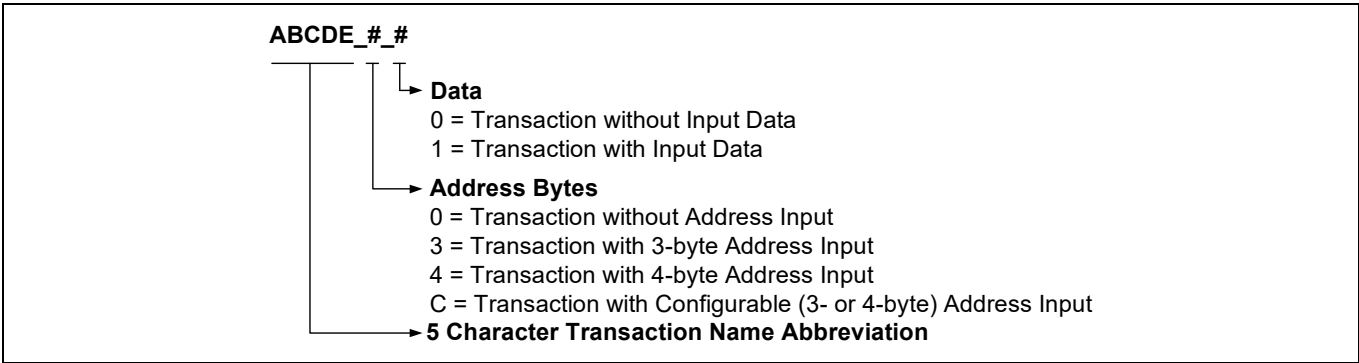 ABCDE_#_#
Data
0 = Transaction without Input Data
1 = Transaction with Input Data
Address Bytes
0 = Transaction without Address Input
3 = Transaction with 3-byte Address Input
4 = Transaction with 4-byte Address Input
C = Transaction with Configurable (3- or 4-byte) Address Input
5 Character Transaction Name Abbreviation